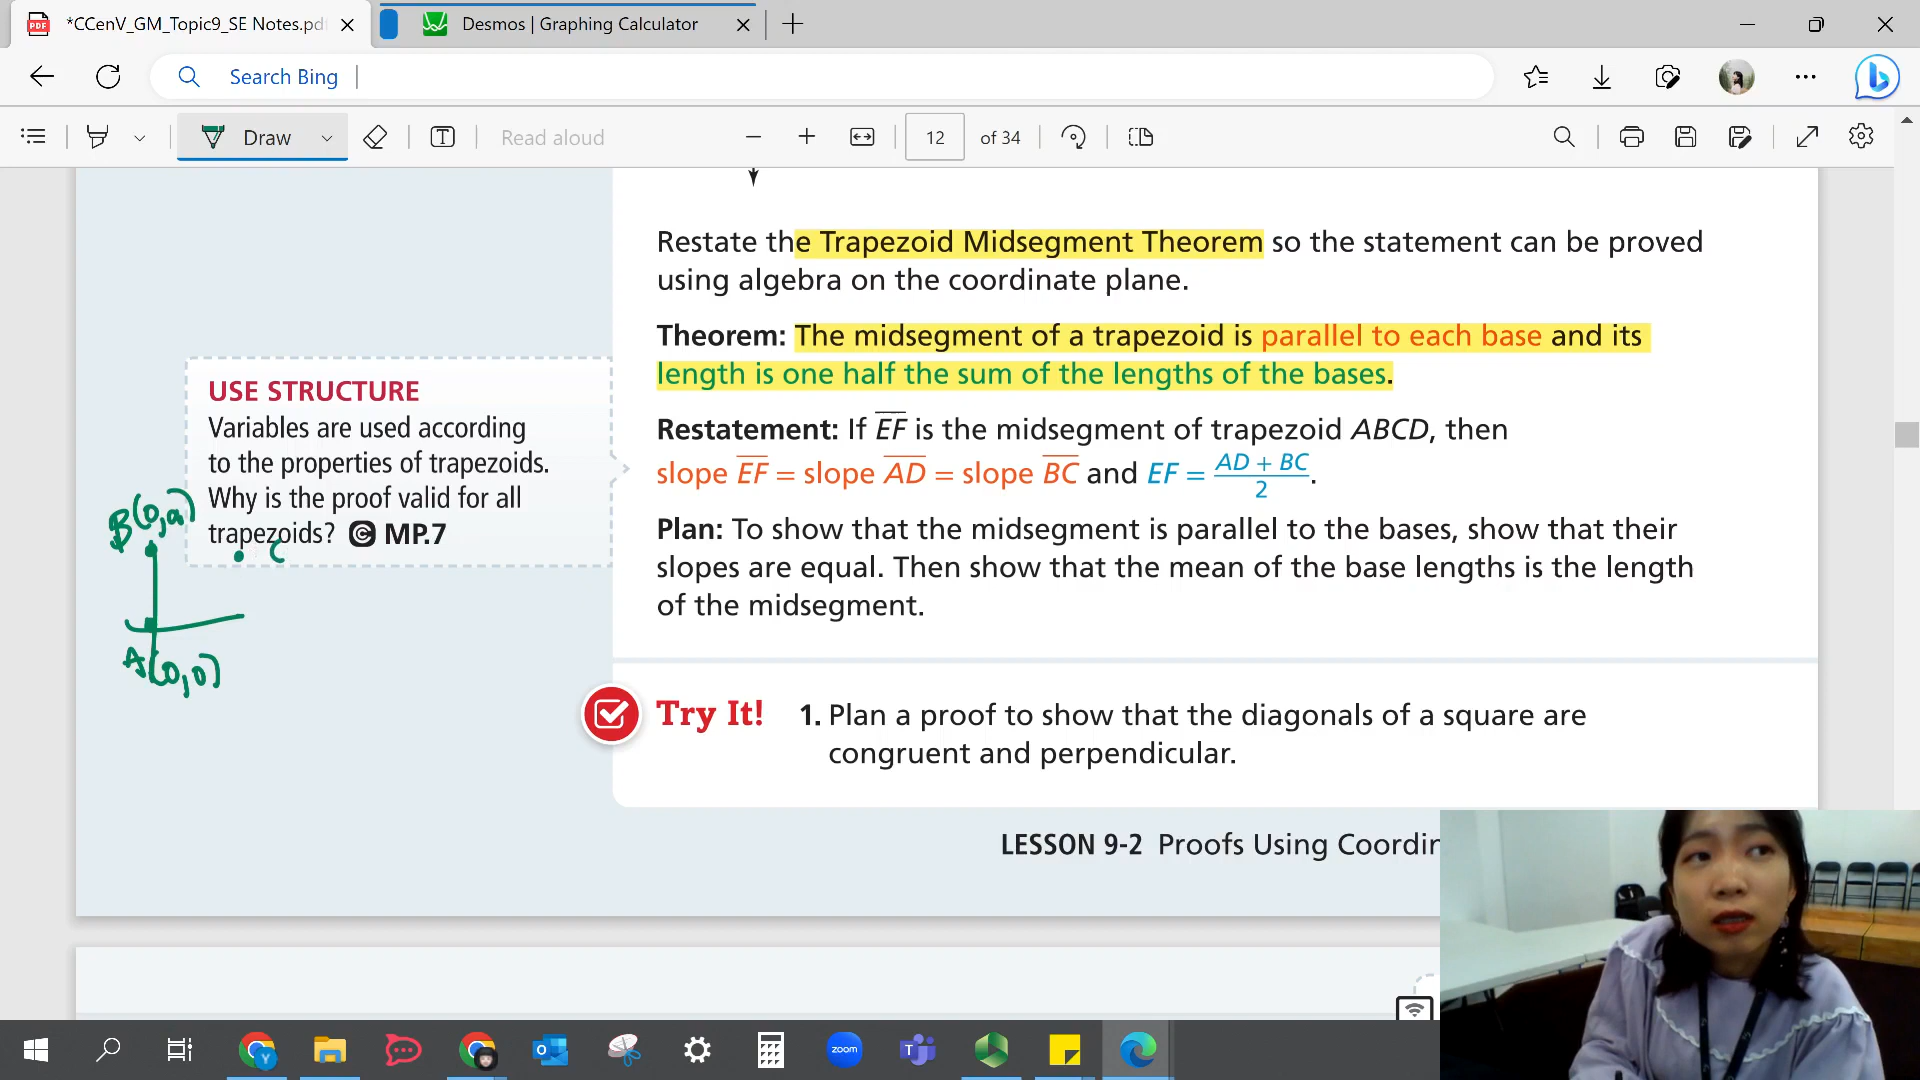 *CCenV_GM_Topic9_SE Notes.pdf
Desmos | Graphing Calculator
Search Bing
Draw
Read aloud
12
of 34
Restate the Trapezoid Midsegment Theorem so the statement can be proved
using algebra on the coordinate plane.
Theorem: The midsegment of a trapezoid is parallel to each base and its
length is one half the sum of the lengths of the bases.
Restatement: If EF is the midsegment of trapezoid ABCD, then
slope EF = slope AD = slope BC and EF = (AD + BC)/2.
Plan: To show that the midsegment is parallel to the bases, show that their
slopes are equal. Then show that the mean of the base lengths is the length
of the midsegment.
USE STRUCTURE
Variables are used according
to the properties of trapezoids.
Why is the proof valid for all
trapezoids? © MP.7
B(0,a)
C
A(0,0)
Try It! 1. Plan a proof to show that the diagonals of a square are
congruent and perpendicular.
LESSON 9-2 Proofs Using Coordin
zoom